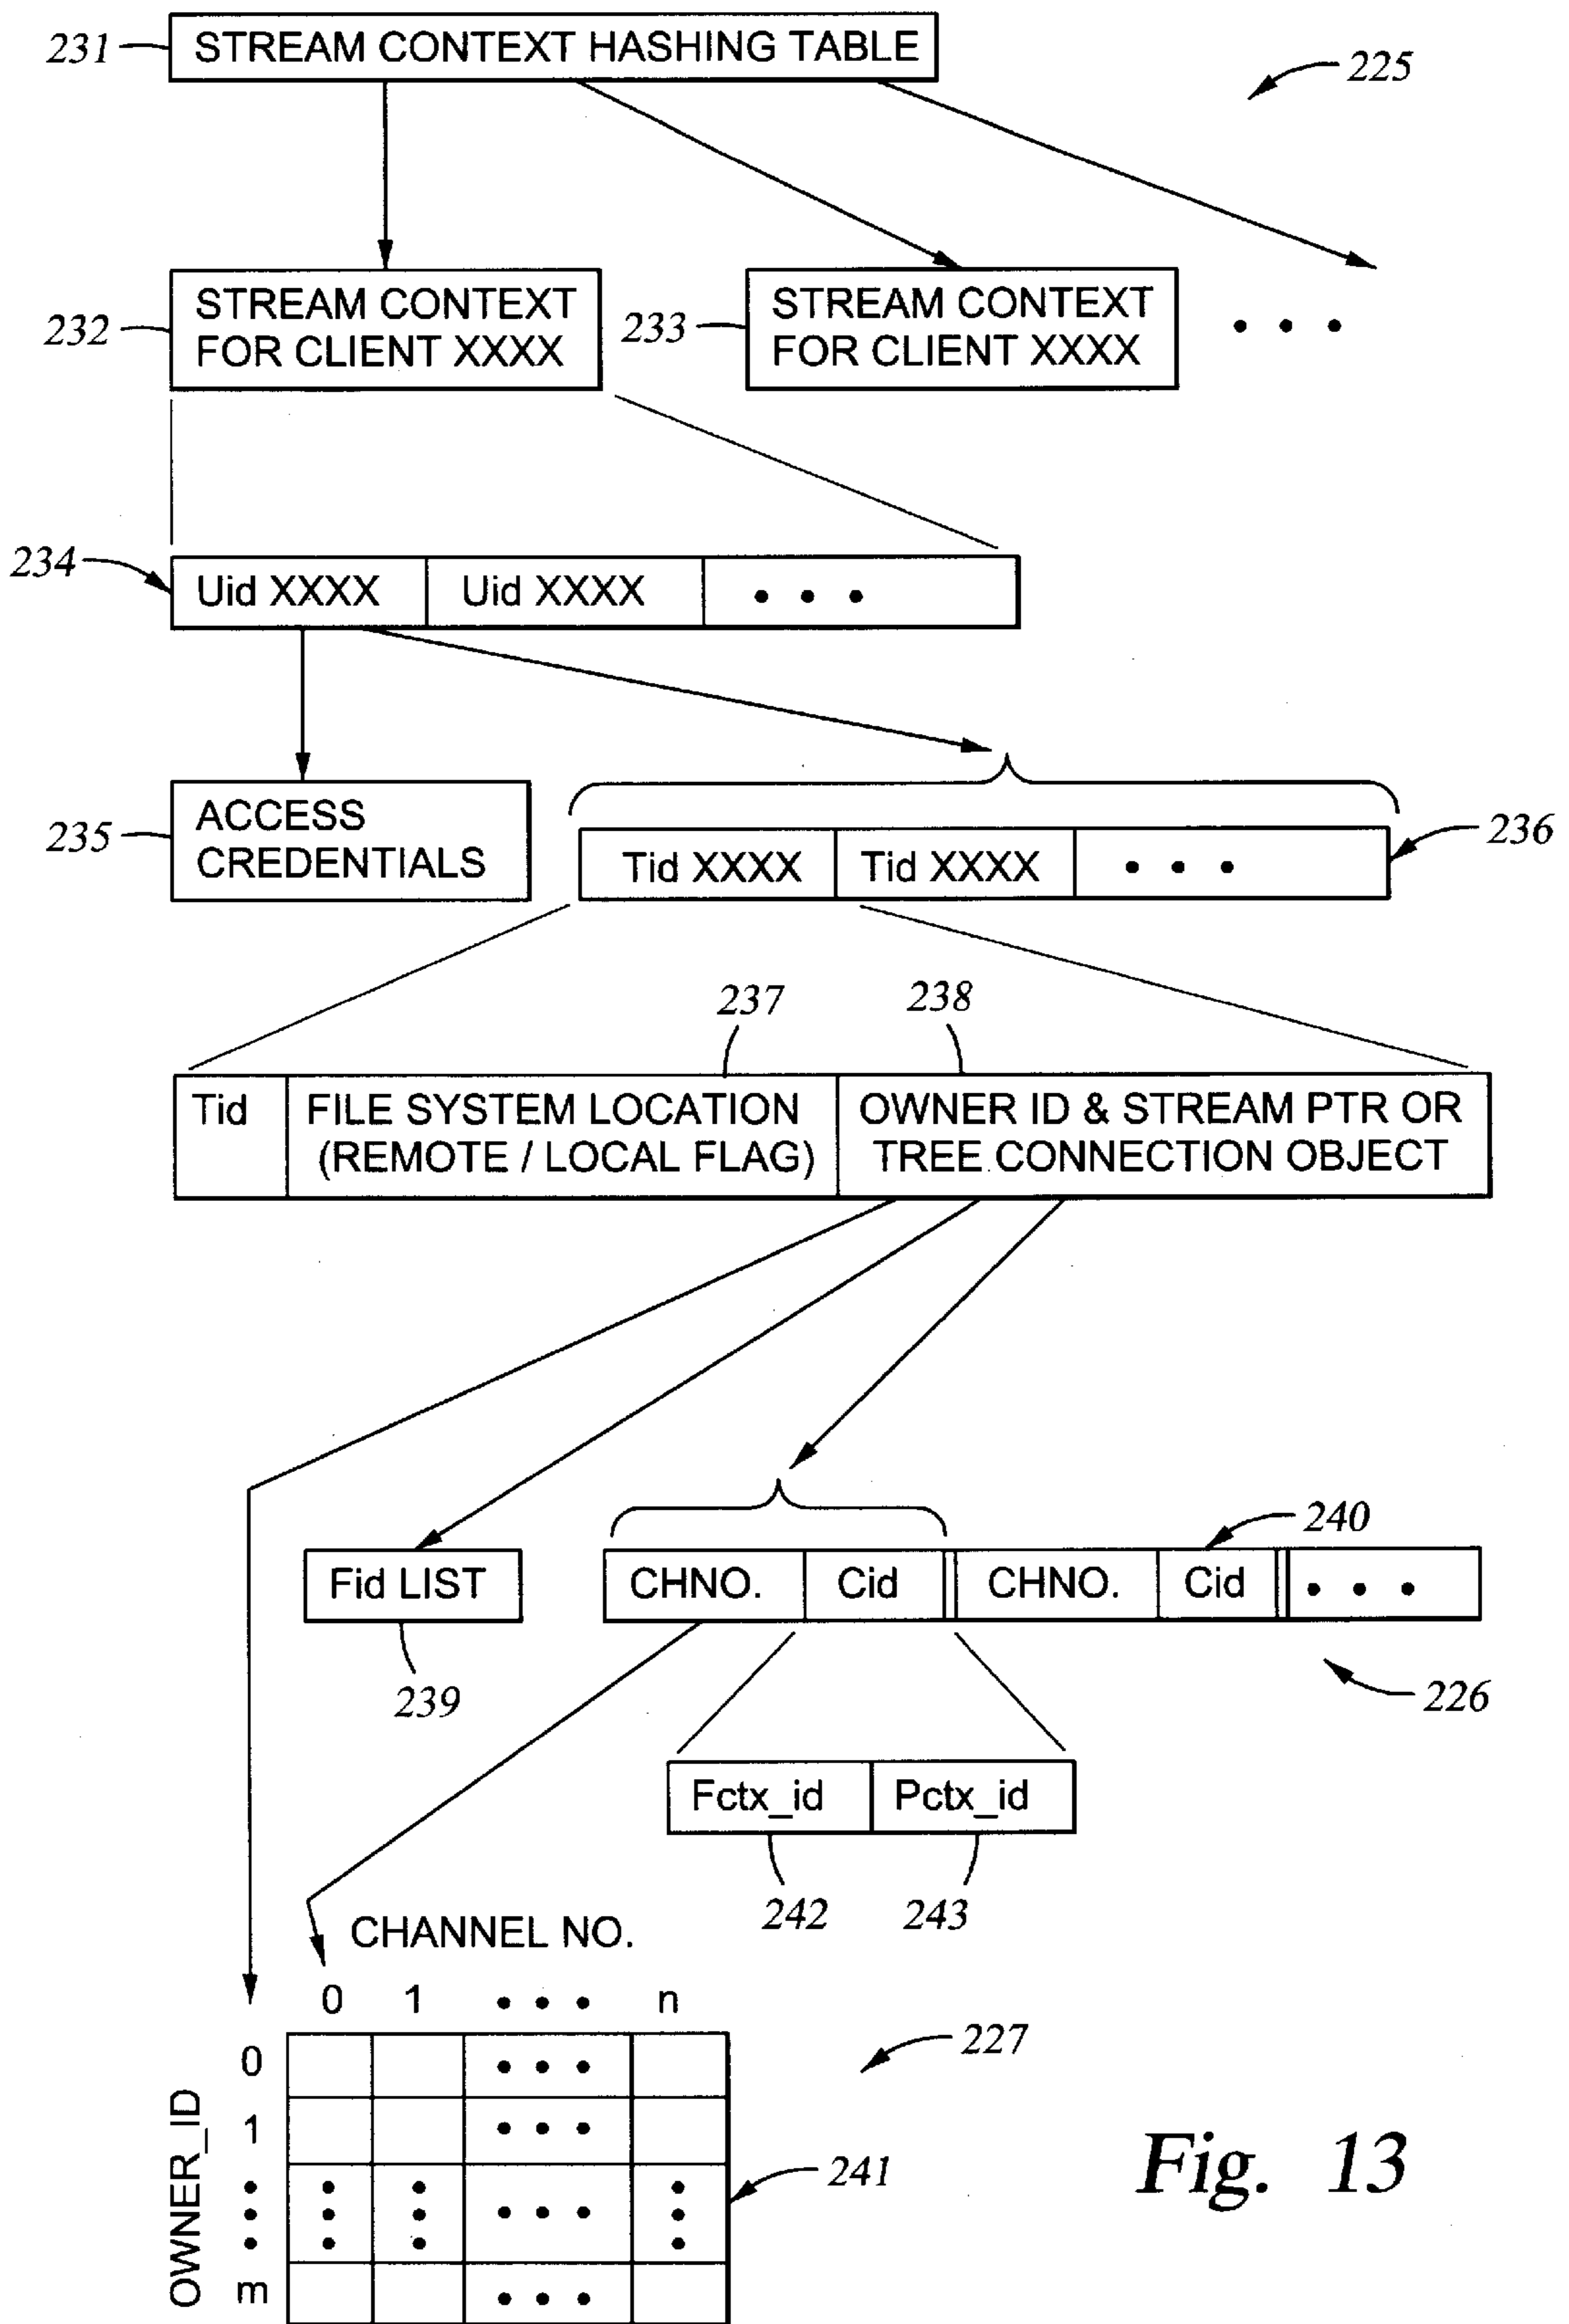 231 STREAM CONTEXT HASHING TABLE
225
232 STREAM CONTEXT
FOR CLIENT XXXX
233 STREAM CONTEXT
FOR CLIENT XXXX
• • •
234
Uid XXXX Uid XXXX • • •
235 ACCESS
CREDENTIALS
236
Tid XXXX Tid XXXX • • •
237 238
Tid FILE SYSTEM LOCATION
(REMOTE / LOCAL FLAG)
OWNER ID & STREAM PTR OR
TREE CONNECTION OBJECT
240
Fid LIST CHNO. Cid CHNO. Cid • • •
239
226
Fctx_id Pctx_id
242 243
CHANNEL NO.
0 1 • • • n
227
OWNER_ID
0 • • •
1 • • •
241
• • •
m • • •
Fig. 13